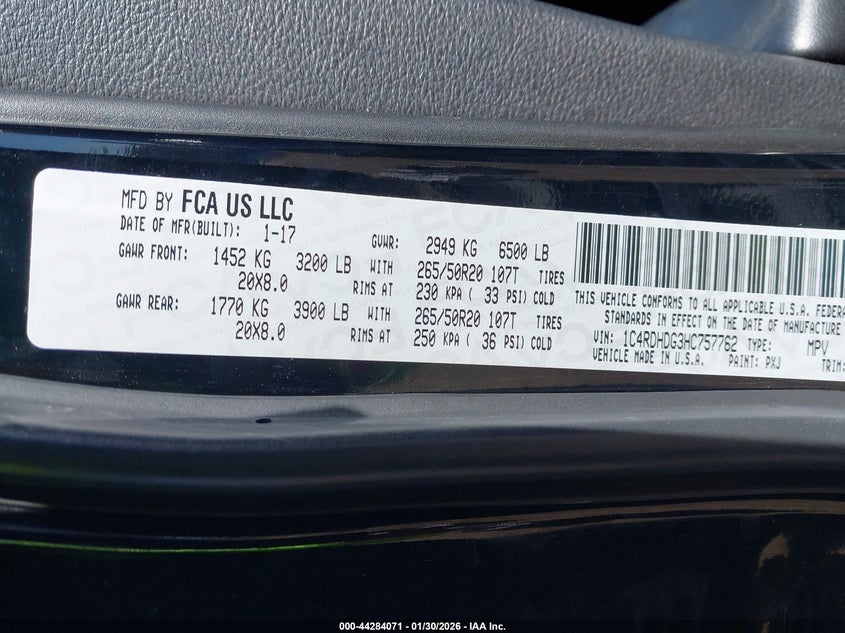 MFD BY FCA US LLC
DATE OF MFR(BUILT): 1-17 GVWR: 2949 KG 6500 LB
GAWR FRONT: 1452 KG 3200 LB WITH 265/50R20 107T TIRES
20X8.0 RIMS AT 230 KPA ( 33 PSI) COLD
GAWR REAR: 1770 KG 3900 LB WITH 265/50R20 107T TIRES
20X8.0 RIMS AT 250 KPA ( 36 PSI) COLD
THIS VEHICLE CONFORMS TO ALL APPLICABLE U.S.A. FEDERA
STANDARDS IN EFFECT ON THE DATE OF MANUFACTURE
VIN: 1C4RDHDG3HC757762 TYPE: MPV
VEHICLE MADE IN U.S.A. PAINT: PXJ TRIM:
000-44284071 - 01/30/2026 - IAA Inc.